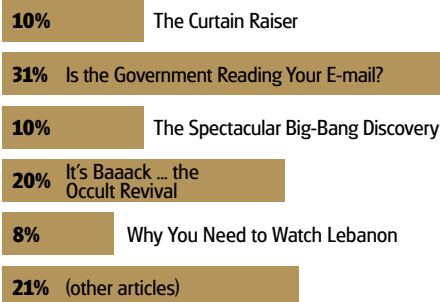 10% The Curtain Raiser
31% Is the Government Reading Your E-mail?
10% The Spectacular Big-Bang Discovery
20% It's Baaack ... the
Occult Revival
8% Why You Need to Watch Lebanon
21% (other articles)